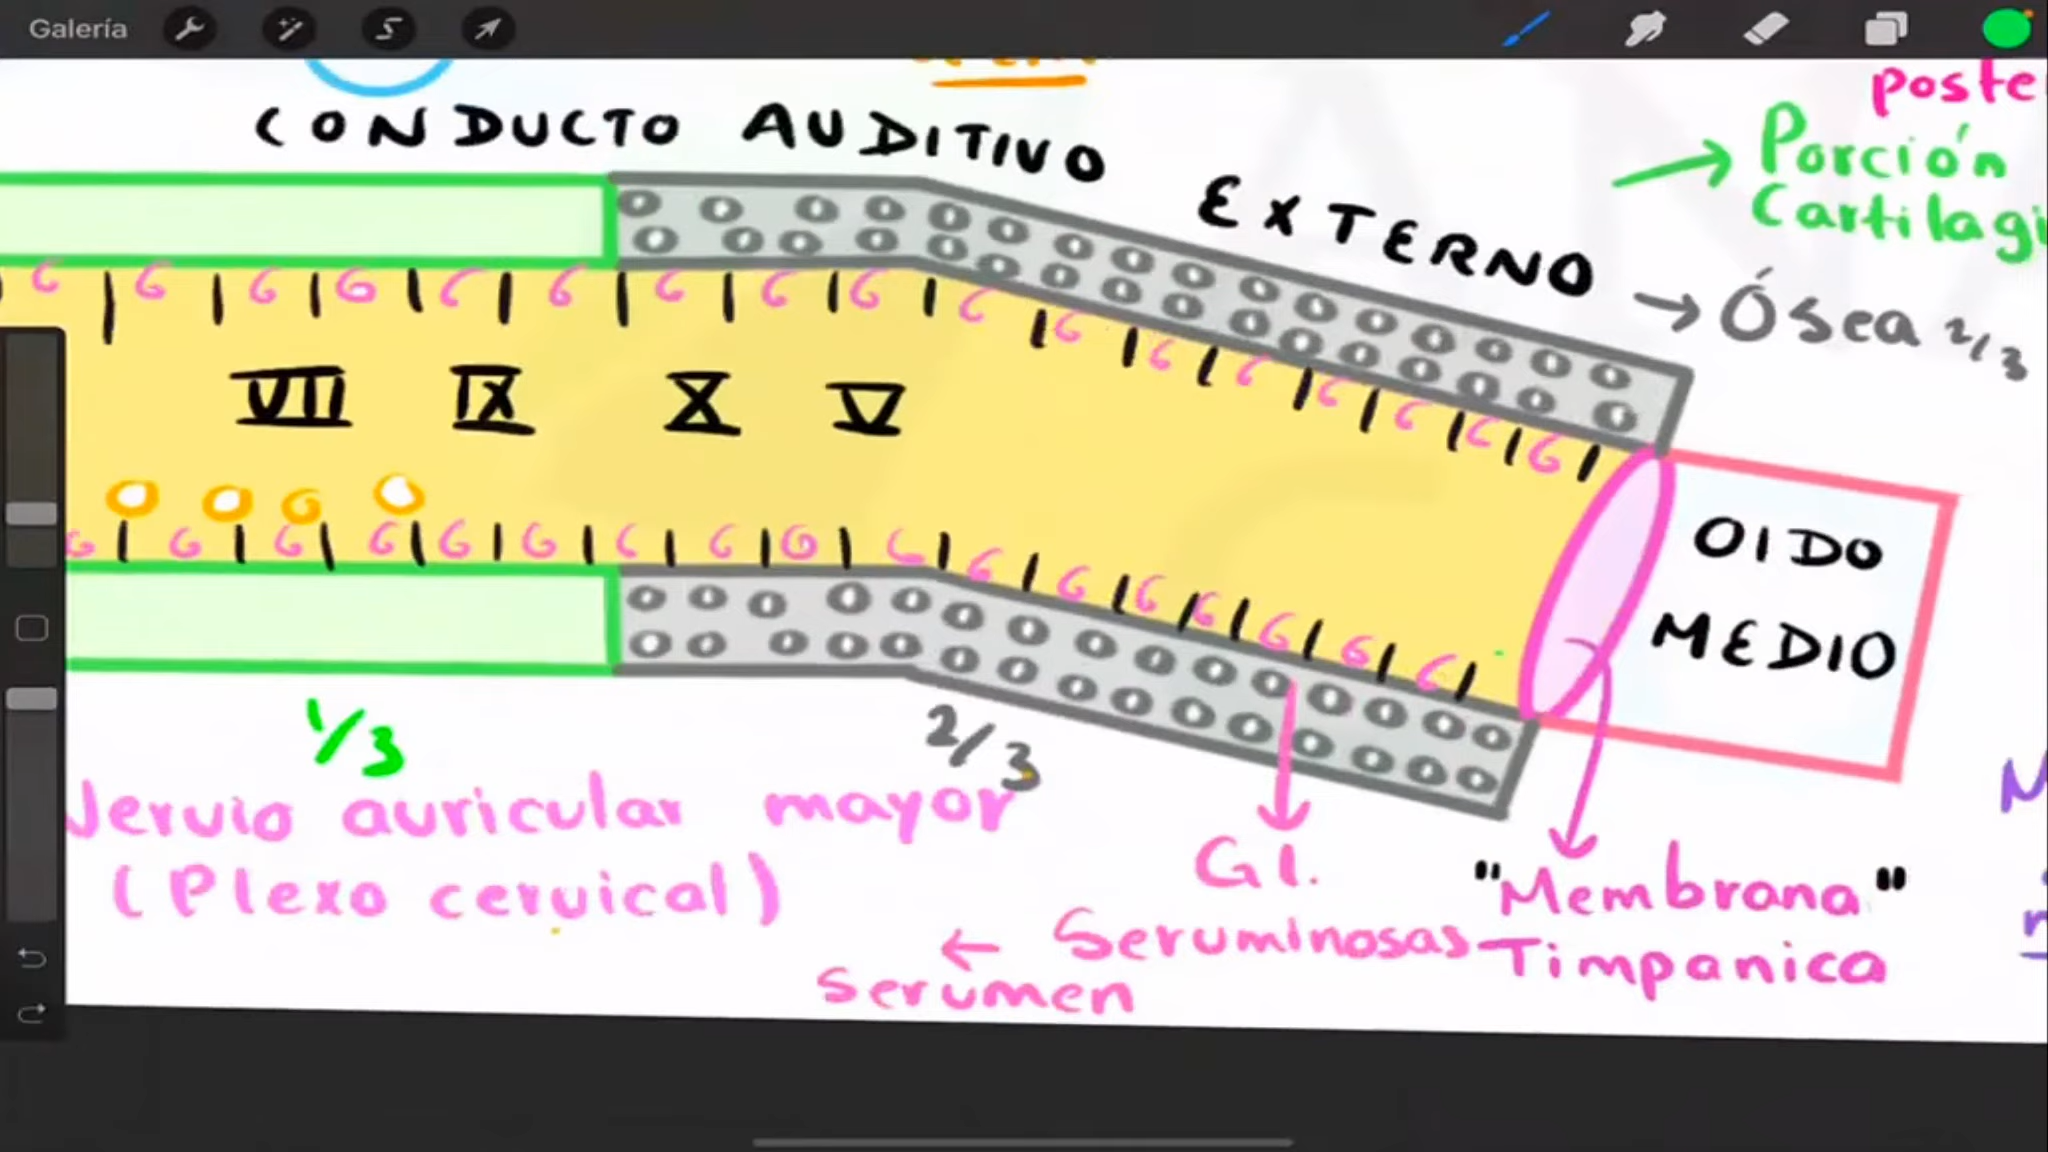 Galería
poste
CONDUCTO AUDITIVO EXTERNO
Porción
Cartilagi
Ósea 2/3
VII IX X V
OIDO
MEDIO
1/3
2/3
Nervio auricular mayor
(Plexo cervical)
Gl.
Seruminosas
serumen
"Membrana"
Timpanica